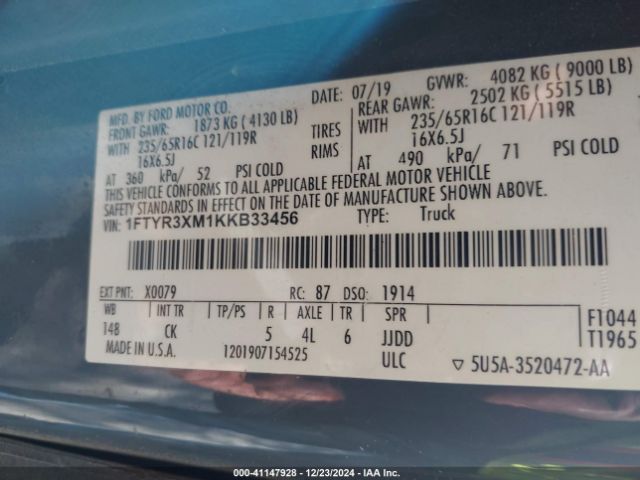 MFD. BY FORD MOTOR CO.
DATE: 07/19 GVWR: 4082 KG ( 9000 LB)
FRONT GAWR: 1873 KG ( 4130 LB) REAR GAWR: 2502 KG ( 5515 LB)
WITH 235/65R16C 121/119R TIRES WITH 235/65R16C 121/119R
16X6.5J RIMS 16X6.5J
AT 360 kPa/ 52 PSI COLD AT 490 kPa/ 71 PSI COLD
THIS VEHICLE CONFORMS TO ALL APPLICABLE FEDERAL MOTOR VEHICLE
SAFETY STANDARDS IN EFFECT ON THE DATE OF MANUFACTURE SHOWN ABOVE.
VIN: 1FTYR3XM1KKB33456 TYPE: Truck
EXT PNT: X0079 RC: 87 DSO: 1914
WB INT TR TP/PS R AXLE TR SPR F1044
148 CK 5 4L 6 JJDD T1965
MADE IN U.S.A. 1201907154525 ULC ▽ 5U5A-3520472-AA
000-41147928 - 12/23/2024 - IAA Inc.